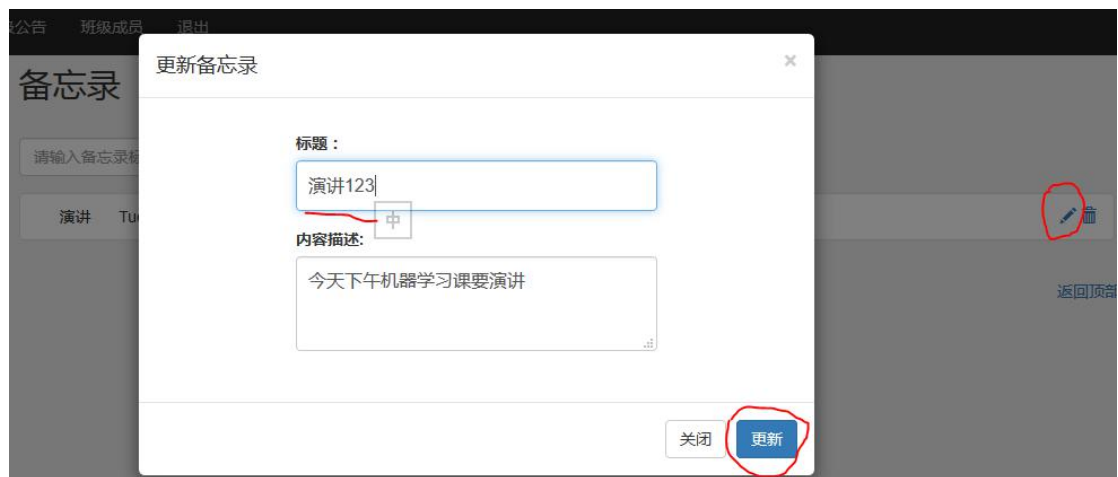 公告 班级成员 退出
更新备忘录 ×
备忘录
标题：
请输入备忘录标
演讲123
中
演讲 Tu
内容描述:
今天下午机器学习课要演讲
返回顶部
关闭 更新